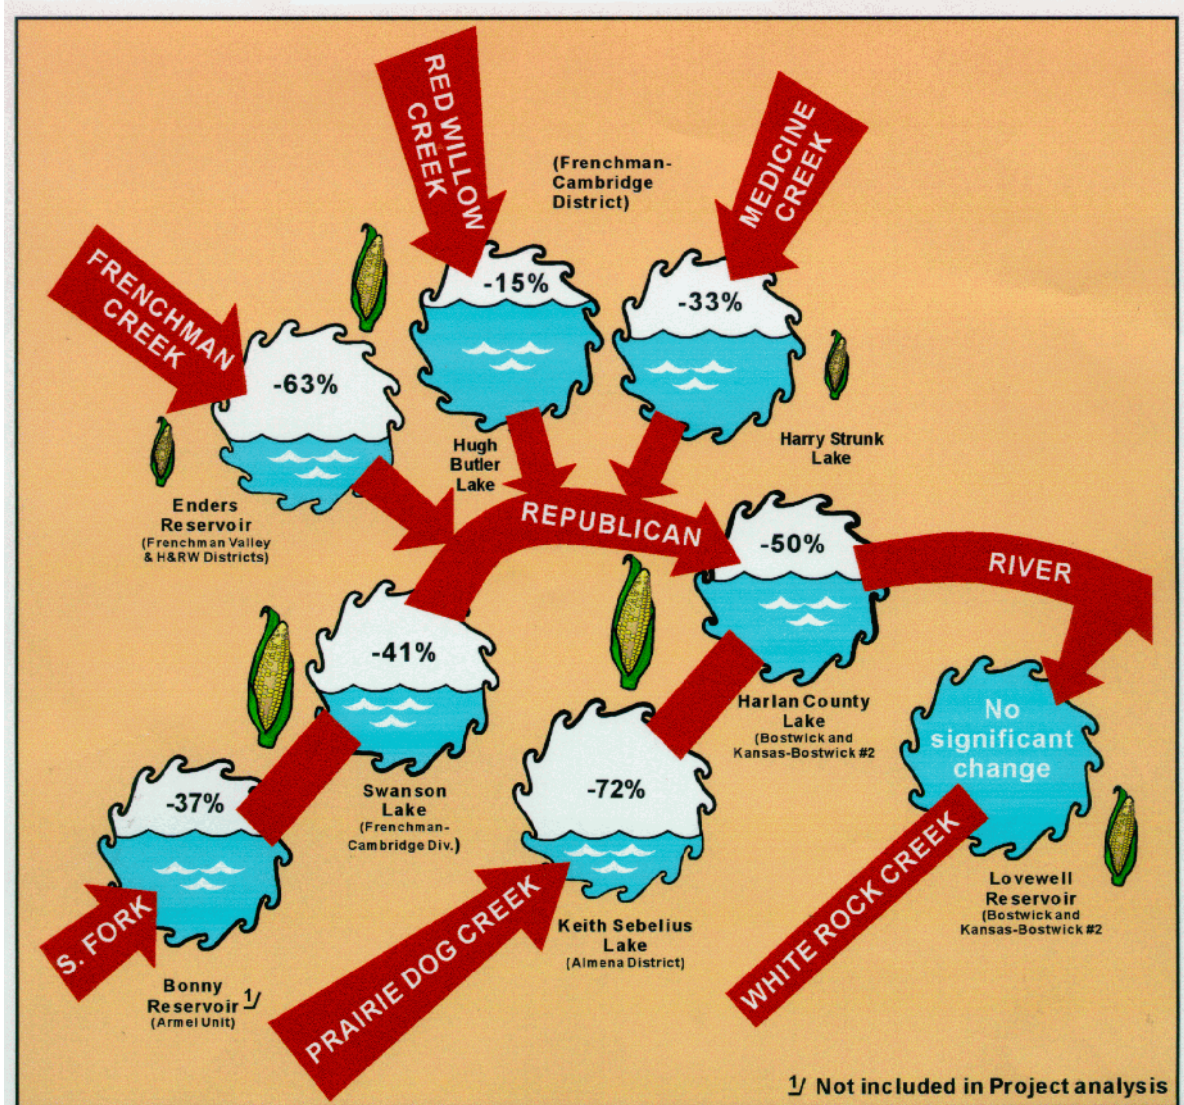 RED WILLOW
CREEK
(Frenchman-
Cambridge
District)
MEDICINE
CREEK
FRENCHMAN
CREEK
-15%
-33%
-63%
Hugh
Butler
Lake
Harry Strunk
Lake
Enders
Reservoir
(Frenchman Valley
& H&RW Districts)
REPUBLICAN
-50%
RIVER
-41%
Harlan County
Lake
(Bostwick and
Kansas-Bostwick #2
No
significant
change
-37%
Swanson
Lake
(Frenchman-
Cambridge Div.)
-72%
S. FORK
Bonny
Reservoir 1/
(Armel Unit)
PRAIRIE DOG CREEK
Keith Sebelius
Lake
(Almena District)
WHITE ROCK CREEK
Lovewell
Reservoir
(Bostwick and
Kansas-Bostwick #2
1/ Not included in Project analysis